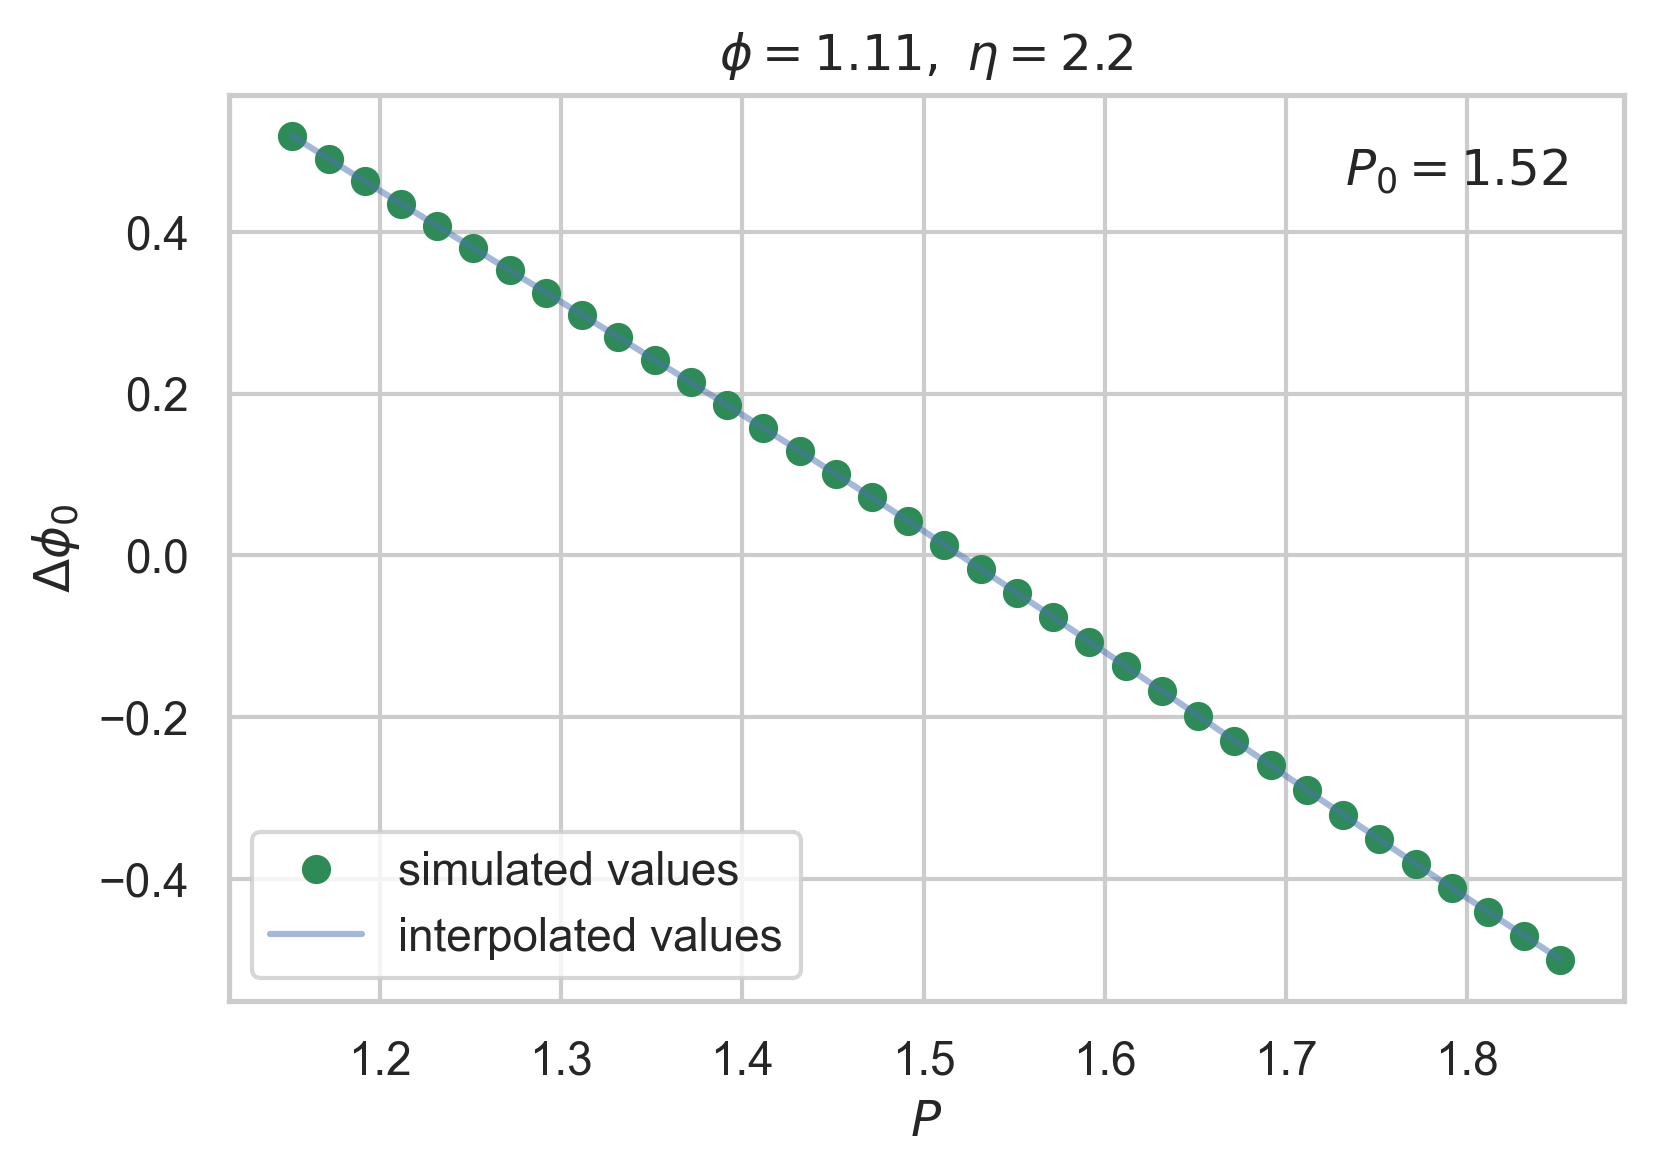 ϕ = 1.11, η = 2.2
P₀ = 1.52
Δϕ₀
0.4
0.2
0.0
−0.2
−0.4
simulated values
interpolated values
1.2 1.3 1.4 1.5 1.6 1.7 1.8
P